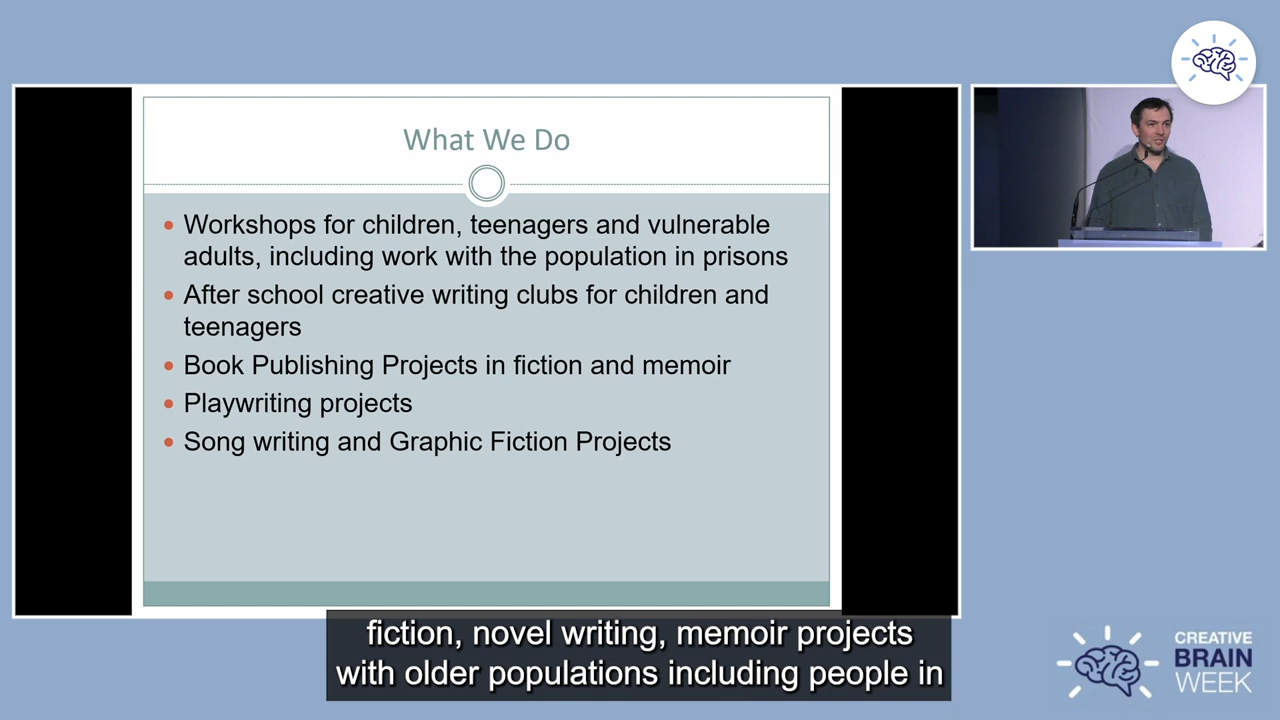 What We Do
Workshops for children, teenagers and vulnerable
adults, including work with the population in prisons
After school creative writing clubs for children and
teenagers
Book Publishing Projects in fiction and memoir
Playwriting projects
Song writing and Graphic Fiction Projects
fiction, novel writing, memoir projects
with older populations including people in
CREATIVE
BRAIN
WEEK